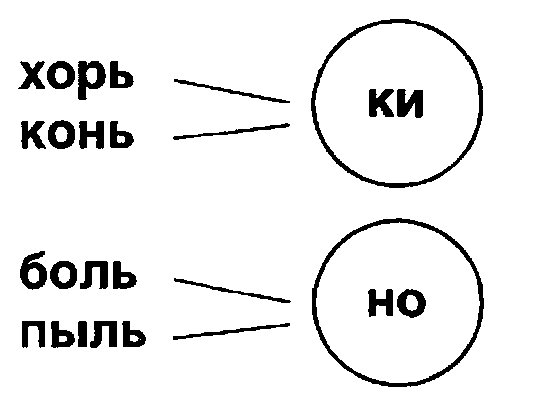 хорь
конь
ки
боль
пыль
но